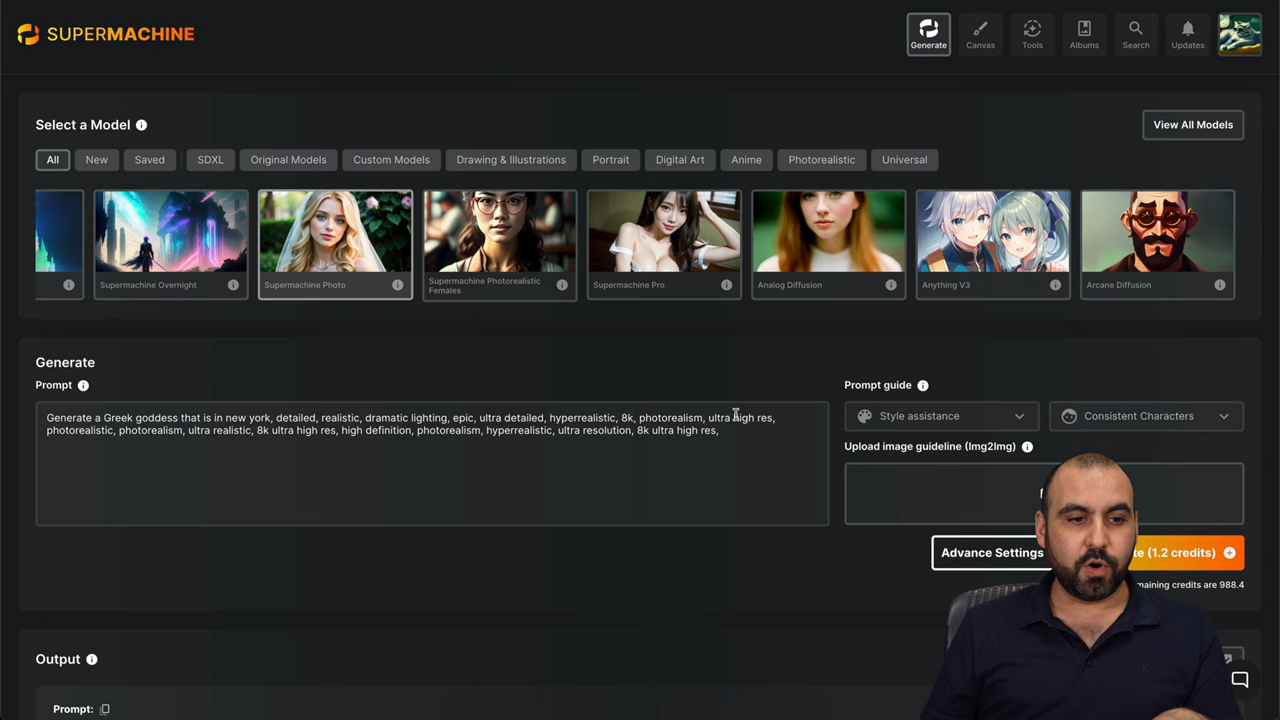 SUPERMACHINE
Generate
Canvas
Tools
Albums
Search
Updates
Select a Model
View All Models
All
New
Saved
SDXL
Original Models
Custom Models
Drawing & Illustrations
Portrait
Digital Art
Anime
Photorealistic
Universal
Supermachine Overnight
Supermachine Photo
Supermachine Photorealistic
Females
Supermachine Pro
Analog Diffusion
Anything V3
Arcane Diffusion
Generate
Prompt
Generate a Greek goddess that is in new york, detailed, realistic, dramatic lighting, epic, ultra detailed, hyperrealistic, 8k, photorealism, ultra high res,
photorealistic, photorealism, ultra realistic, 8k ultra high res, high definition, photorealism, hyperrealistic, ultra resolution, 8k ultra high res,
Prompt guide
Style assistance
Consistent Characters
Upload image guideline (Img2Img)
Advance Settings
te (1.2 credits)
maining credits are 988.4
Output
Prompt: